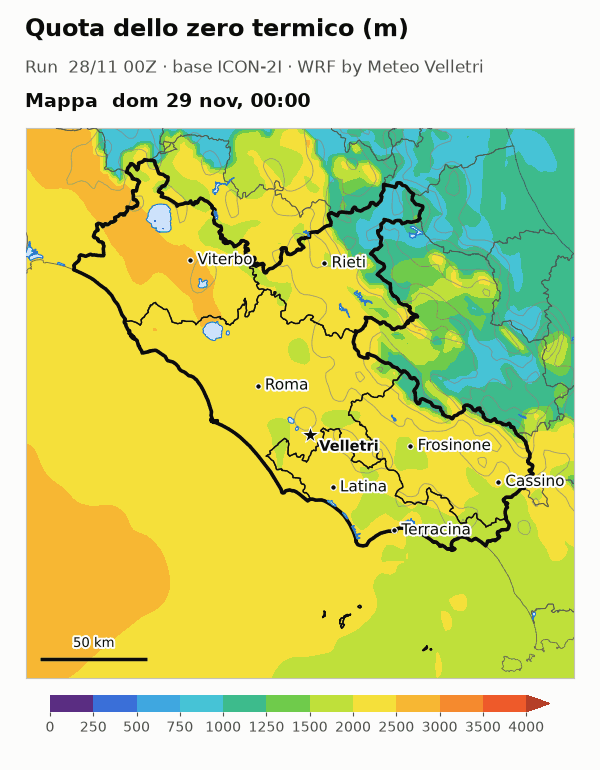 Quota dello zero termico (m)
Run 28/11 00Z · base ICON-2I · WRF by Meteo Velletri
Mappa dom 29 nov, 00:00
Viterbo
Rieti
Roma
Velletri
Frosinone
Cassino
Latina
Terracina
50 km
0 250 500 750 1000 1250 1500 2000 2500 3000 3500 4000